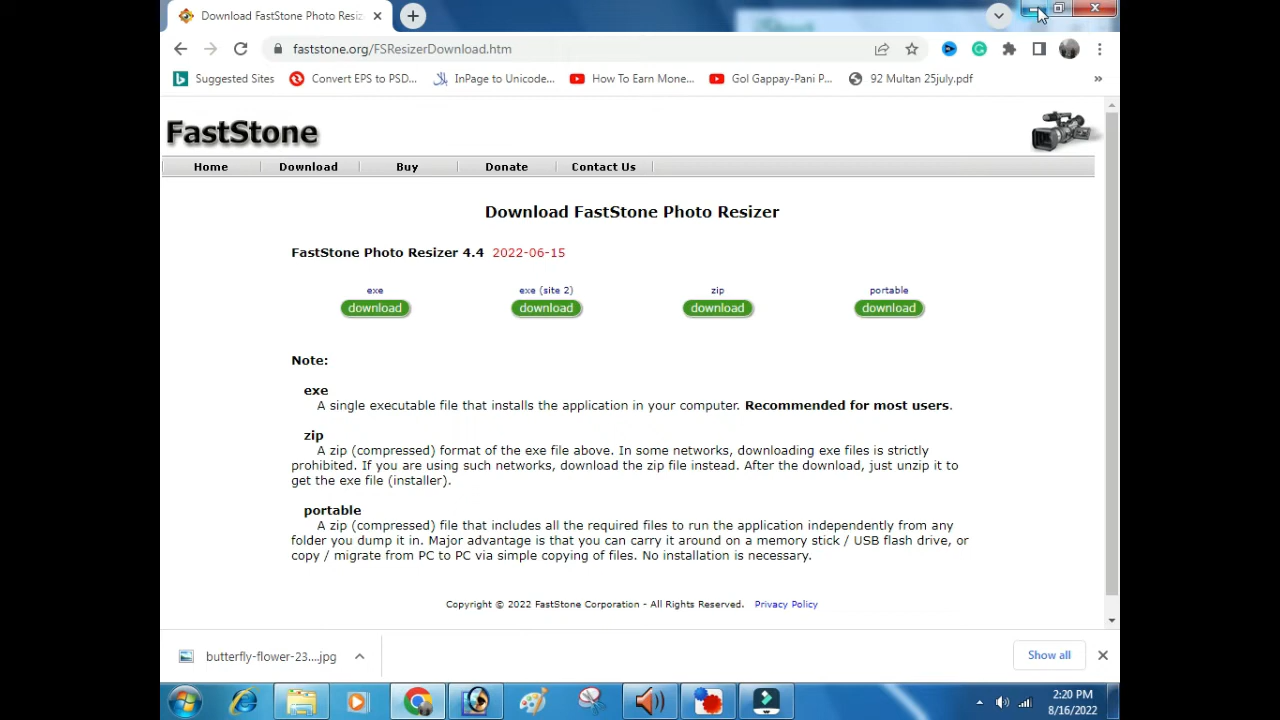 Download FastStone Photo Resiz
faststone.org/FSResizerDownload.htm
Suggested Sites
Convert EPS to PSD...
InPage to Unicode...
How To Earn Mone...
Gol Gappay-Pani P...
92 Multan 25july.pdf
FastStone
Home
Download
Buy
Donate
Contact Us
Download FastStone Photo Resizer
FastStone Photo Resizer 4.4 2022-06-15
exe
exe (site 2)
zip
portable
download
download
download
download
Note:
exe
A single executable file that installs the application in your computer. Recommended for most users.
zip
A zip (compressed) format of the exe file above. In some networks, downloading exe files is strictly
prohibited. If you are using such networks, download the zip file instead. After the download, just unzip it to
get the exe file (installer).
portable
A zip (compressed) file that includes all the required files to run the application independently from any
folder you dump it in. Major advantage is that you can carry it around on a memory stick / USB flash drive, or
copy / migrate from PC to PC via simple copying of files. No installation is necessary.
Copyright © 2022 FastStone Corporation - All Rights Reserved. Privacy Policy
butterfly-flower-23....jpg
Show all
2:20 PM
8/16/2022